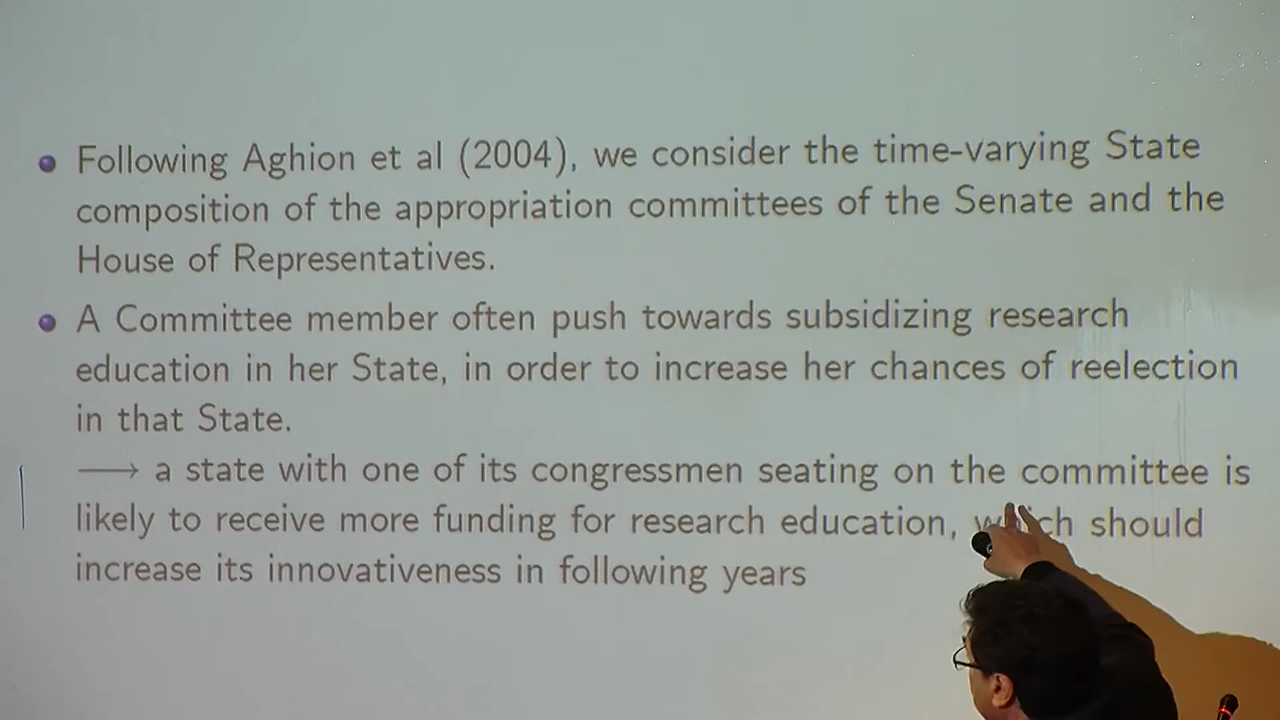 Following Aghion et al (2004), we consider the time-varying State
composition of the appropriation committees of the Senate and the
House of Representatives.
A Committee member often push towards subsidizing research
education in her State, in order to increase her chances of reelection
in that State.
⟶ a state with one of its congressmen seating on the committee is
likely to receive more funding for research education, which should
increase its innovativeness in following years